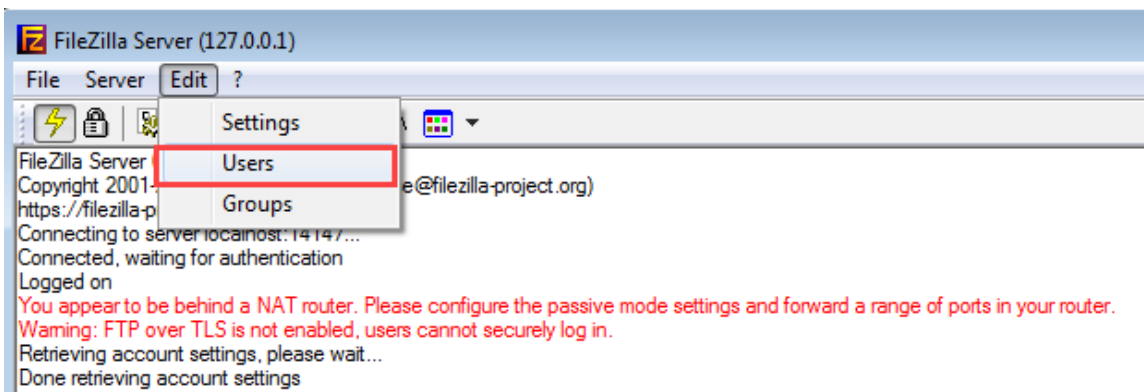 FileZilla Server (127.0.0.1)
File Server Edit ?
Settings
Users
Groups
FileZilla Server
Copyright 2001- e@filezilla-project.org)
https://filezilla-p
Connecting to server localhost:14147...
Connected, waiting for authentication
Logged on
You appear to be behind a NAT router. Please configure the passive mode settings and forward a range of ports in your router.
Warning: FTP over TLS is not enabled, users cannot securely log in.
Retrieving account settings, please wait...
Done retrieving account settings